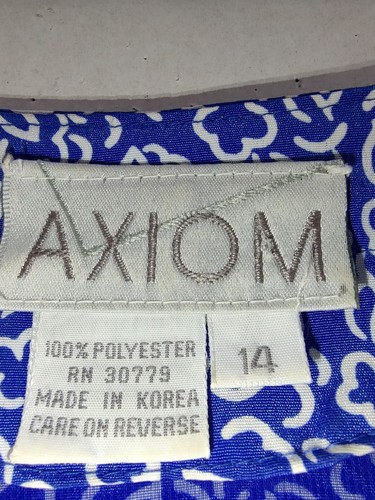 AXIOM
100% POLYESTER
RN 30779
MADE IN KOREA
CARE ON REVERSE
14